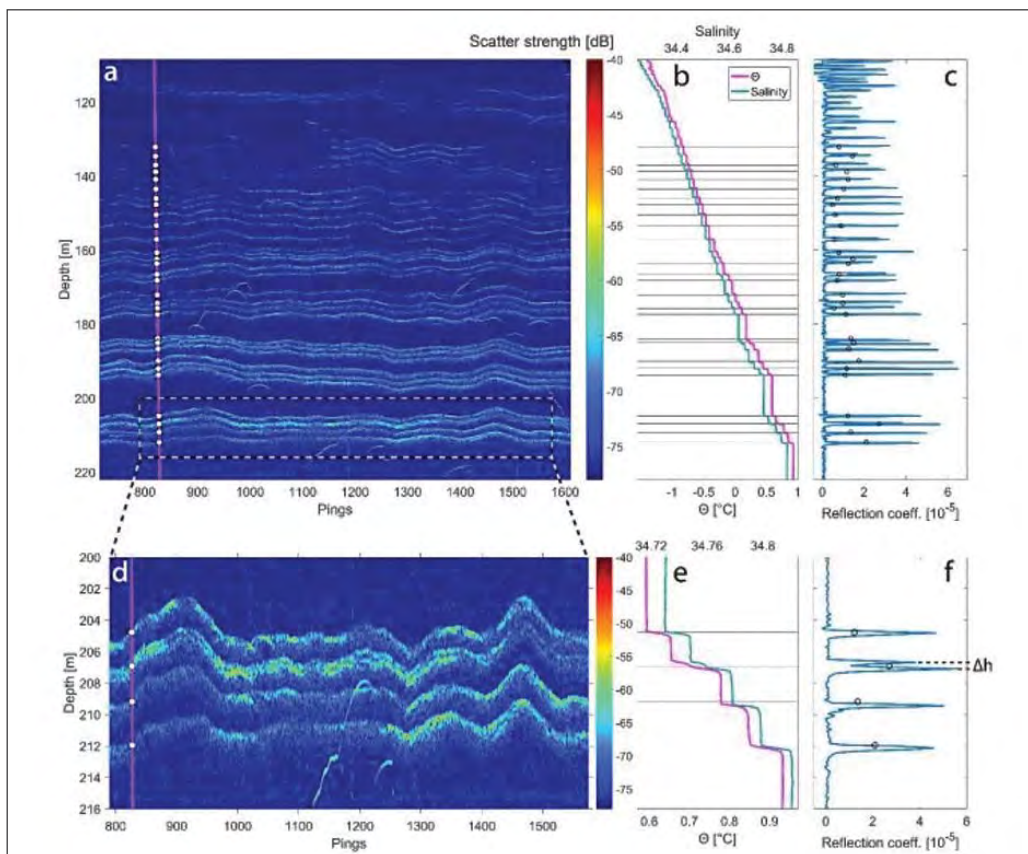 Scatter strength [dB]
Salinity
34.4 34.6 34.8
a
b
c
Θ
Salinity
120
140
160
180
200
220
Depth [m]
800 900 1000 1100 1200 1300 1400 1500 1600
Pings
-40
-45
-50
-55
-60
-65
-70
-75
-1 -0.5 0 0.5 1
Θ [°C]
0 2 4 6 8
Reflection coeff. [10-5]
d
e
f
200
202
204
206
208
210
212
214
216
Depth [m]
800 900 1000 1100 1200 1300 1400 1500
Pings
-40
-45
-50
-55
-60
-65
-70
-75
34.72 34.76 34.8
0.6 0.7 0.8 0.9
Θ [°C]
Δh
0 2 4 6
Reflection coeff. [10-5]